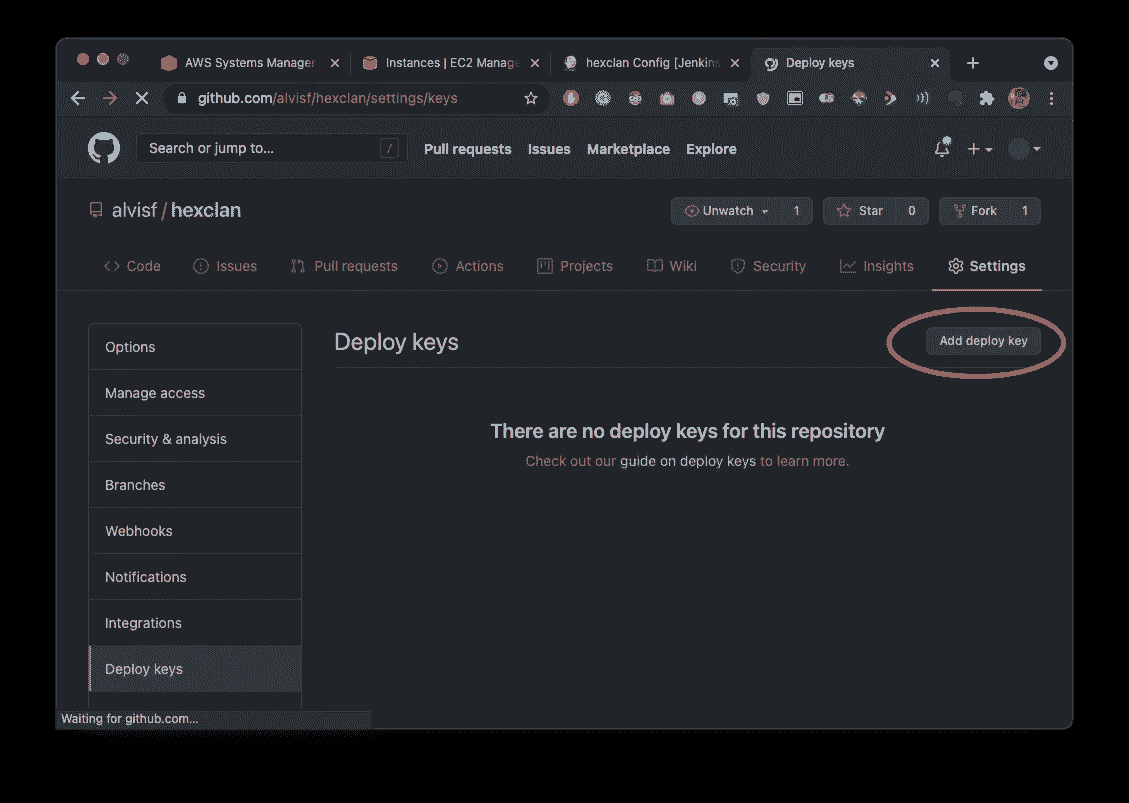 AWS Systems Manager
Instances | EC2 Manage
hexclan Config [Jenkins
Deploy keys
github.com/alvisf/hexclan/settings/keys
Search or jump to...
/
Pull requests
Issues
Marketplace
Explore
alvisf / hexclan
Unwatch
1
Star
0
Fork
1
Code
Issues
Pull requests
Actions
Projects
Wiki
Security
Insights
Settings
Options
Manage access
Security & analysis
Branches
Webhooks
Notifications
Integrations
Deploy keys
Deploy keys
Add deploy key
There are no deploy keys for this repository
Check out our guide on deploy keys to learn more.
Waiting for github.com...